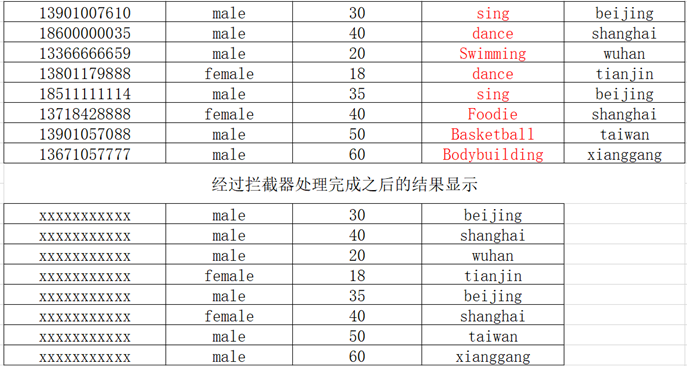 13901007610 male 30 sing beijing
18600000035 male 40 dance shanghai
13366666659 male 20 Swimming wuhan
13801179888 female 18 dance tianjin
18511111114 male 35 sing beijing
13718428888 female 40 Foodie shanghai
13901057088 male 50 Basketball taiwan
13671057777 male 60 Bodybuilding xianggang
经过拦截器处理完成之后的结果显示
xxxxxxxxxxx male 30 beijing
xxxxxxxxxxx male 40 shanghai
xxxxxxxxxxx male 20 wuhan
xxxxxxxxxxx female 18 tianjin
xxxxxxxxxxx male 35 beijing
xxxxxxxxxxx female 40 shanghai
xxxxxxxxxxx male 50 taiwan
xxxxxxxxxxx male 60 xianggang